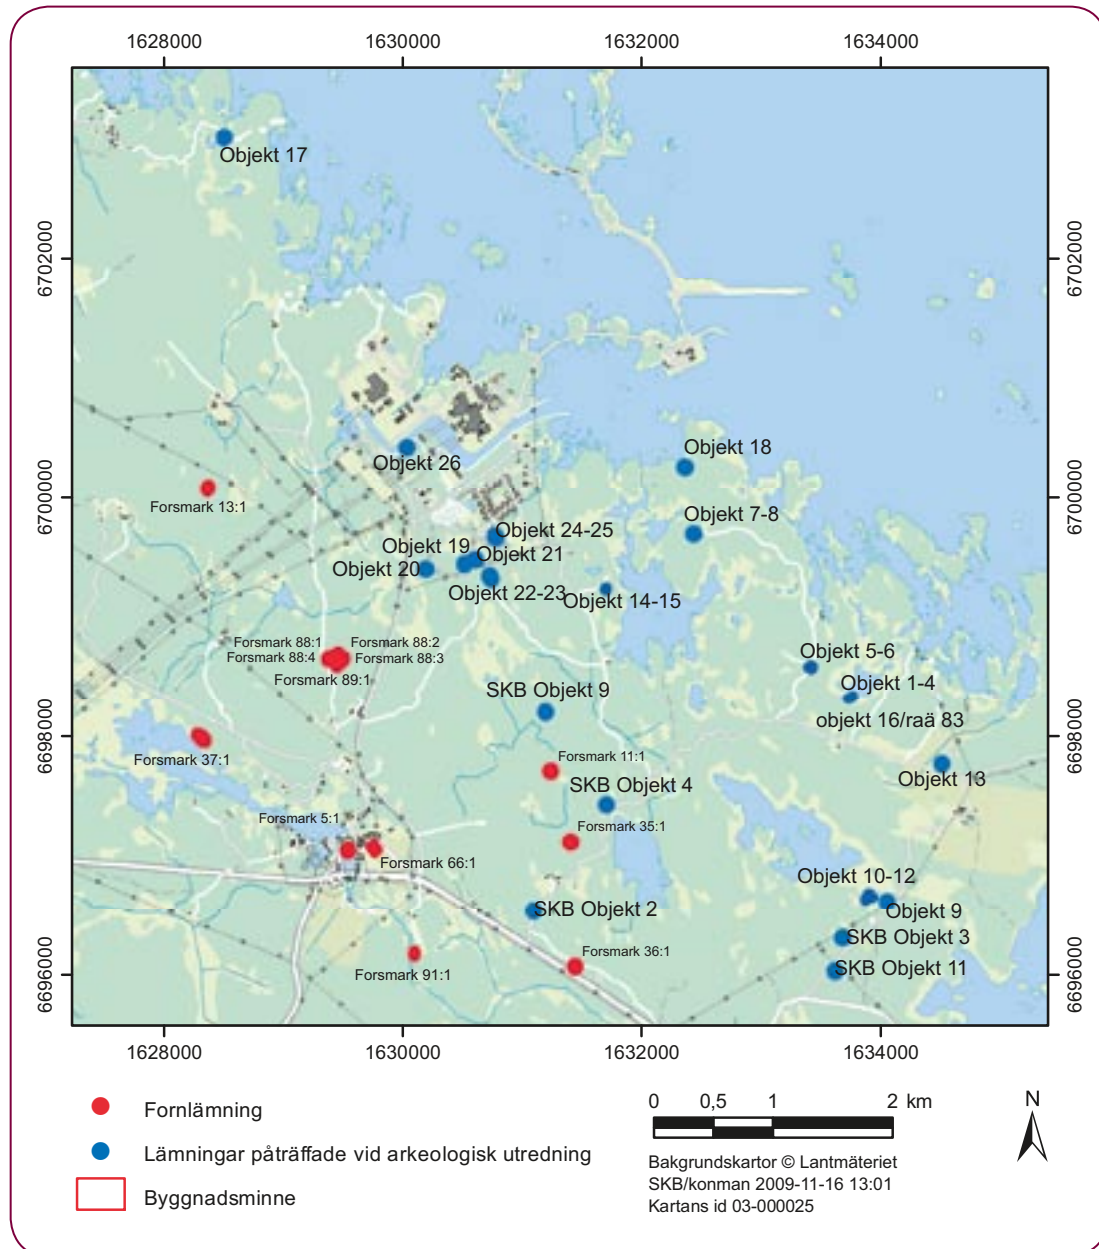 1628000
1630000
1632000
1634000
Objekt 17
6702000
6702000
Objekt 18
Objekt 26
6700000
6700000
Forsmark 13:1
Objekt 7-8
Objekt 24-25
Objekt 19
Objekt 21
Objekt 20
Objekt 22-23
Objekt 14-15
Forsmark 88:1
Forsmark 88:2
Forsmark 88:4
Forsmark 88:3
Forsmark 89:1
Objekt 5-6
Objekt 1-4
SKB Objekt 9
objekt 16/raä 83
6698000
6698000
Forsmark 37:1
Forsmark 11:1
Objekt 13
SKB Objekt 4
Forsmark 5:1
Forsmark 35:1
Forsmark 66:1
Objekt 10-12
SKB Objekt 2
Objekt 9
SKB Objekt 3
Forsmark 36:1
SKB Objekt 11
Forsmark 91:1
6696000
6696000
1628000
1630000
1632000
1634000
Fornlämning
Lämningar påträffade vid arkeologisk utredning
Byggnadsminne
0 0,5 1 2 km
Bakgrundskartor © Lantmäteriet
SKB/konman 2009-11-16 13:01
Kartans id 03-000025
N